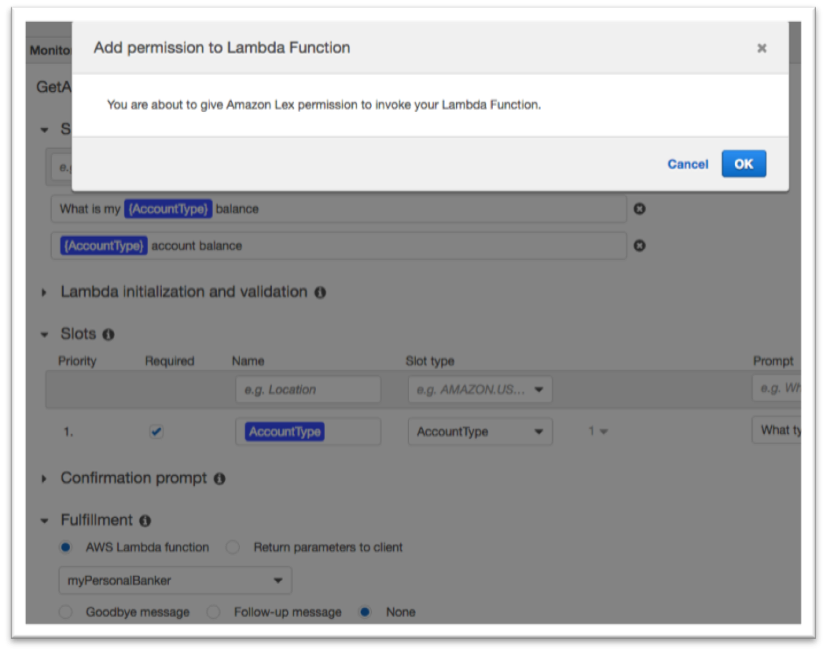 Add permission to Lambda Function ×
Monito
You are about to give Amazon Lex permission to invoke your Lambda Function.
GetA
S
e.g
Cancel OK
What is my {AccountType} balance
{AccountType} account balance
Lambda initialization and validation
Slots
Priority Required Name Slot type Prompt
e.g. Location e.g. AMAZON.US... e.g. Wh
1. AccountType AccountType 1 What ty
Confirmation prompt
Fulfillment
AWS Lambda function Return parameters to client
myPersonalBanker
Goodbye message Follow-up message None